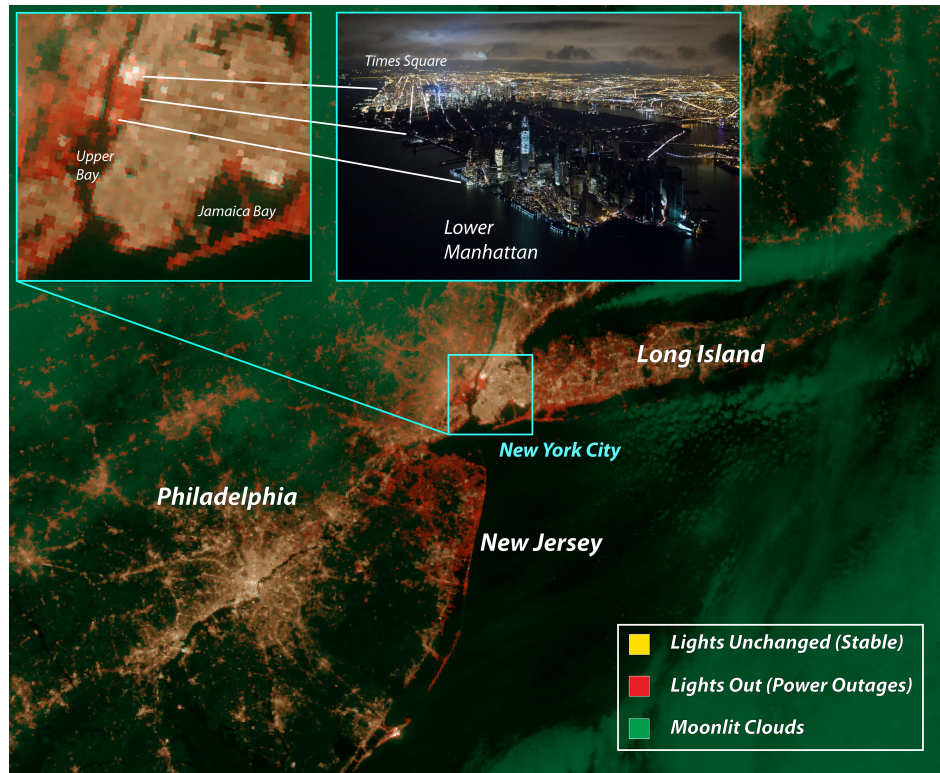 Times Square
Upper
Bay
Jamaica Bay
Lower
Manhattan
Long Island
New York City
Philadelphia
New Jersey
Lights Unchanged (Stable)
Lights Out (Power Outages)
Moonlit Clouds